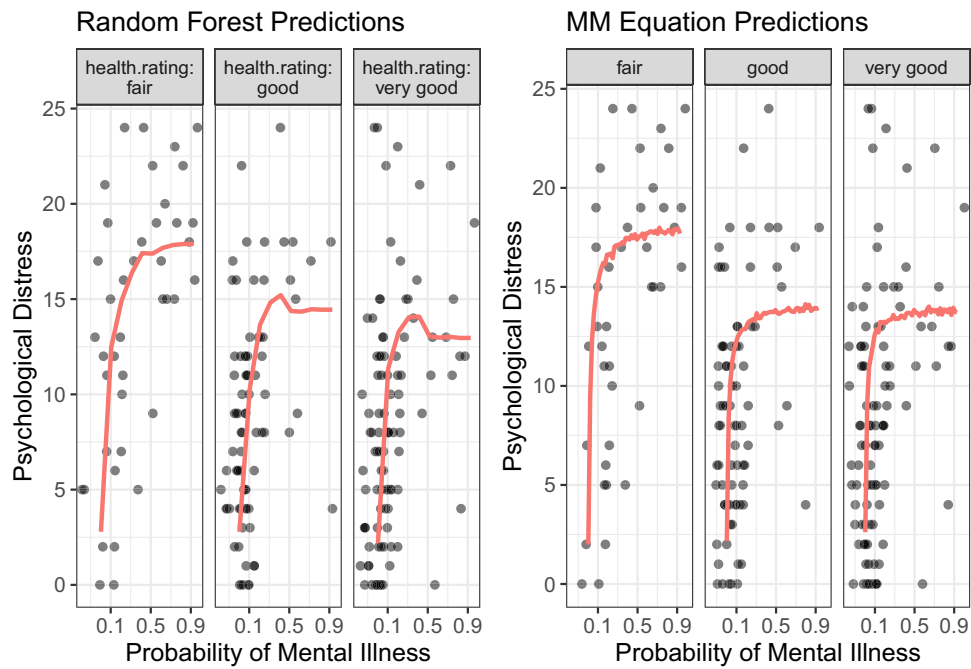 Random Forest Predictions
health.rating:
fair
health.rating:
good
health.rating:
very good
25
20
15
10
5
0
Psychological Distress
0.1 0.5 0.9 0.1 0.5 0.9 0.1 0.5 0.9
Probability of Mental Illness
MM Equation Predictions
fair good very good
25
20
15
10
5
0
Psychological Distress
0.1 0.5 0.9 0.1 0.5 0.9 0.1 0.5 0.9
Probability of Mental Illness